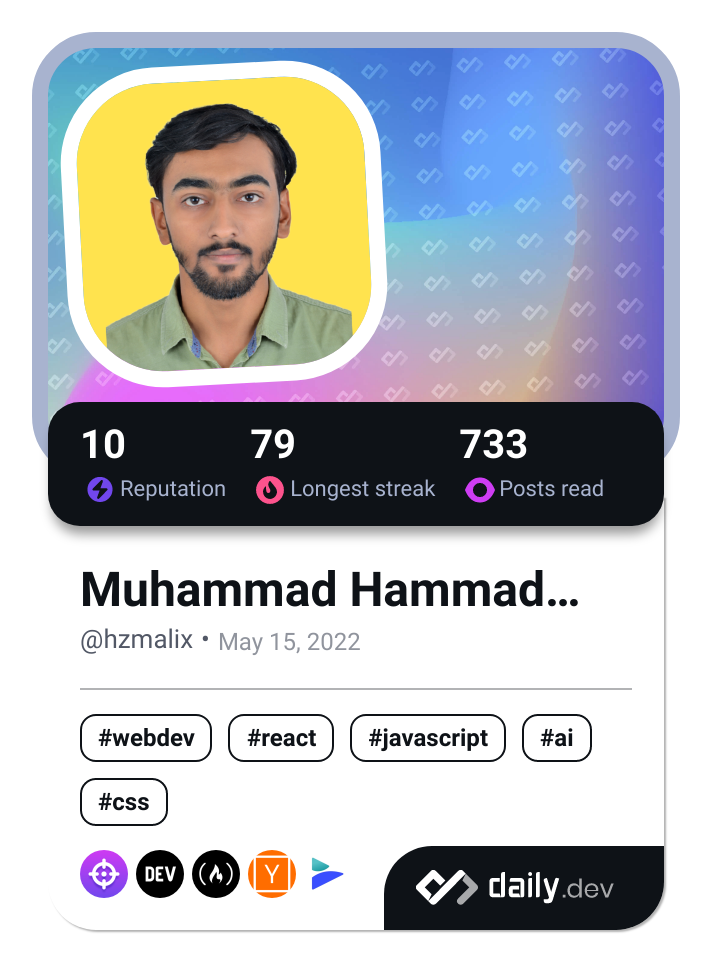 10 79 733
Reputation Longest streak Posts read
Muhammad Hammad...
@hzmalix • May 15, 2022
#webdev #react #javascript #ai
#css
DEV Y daily.dev